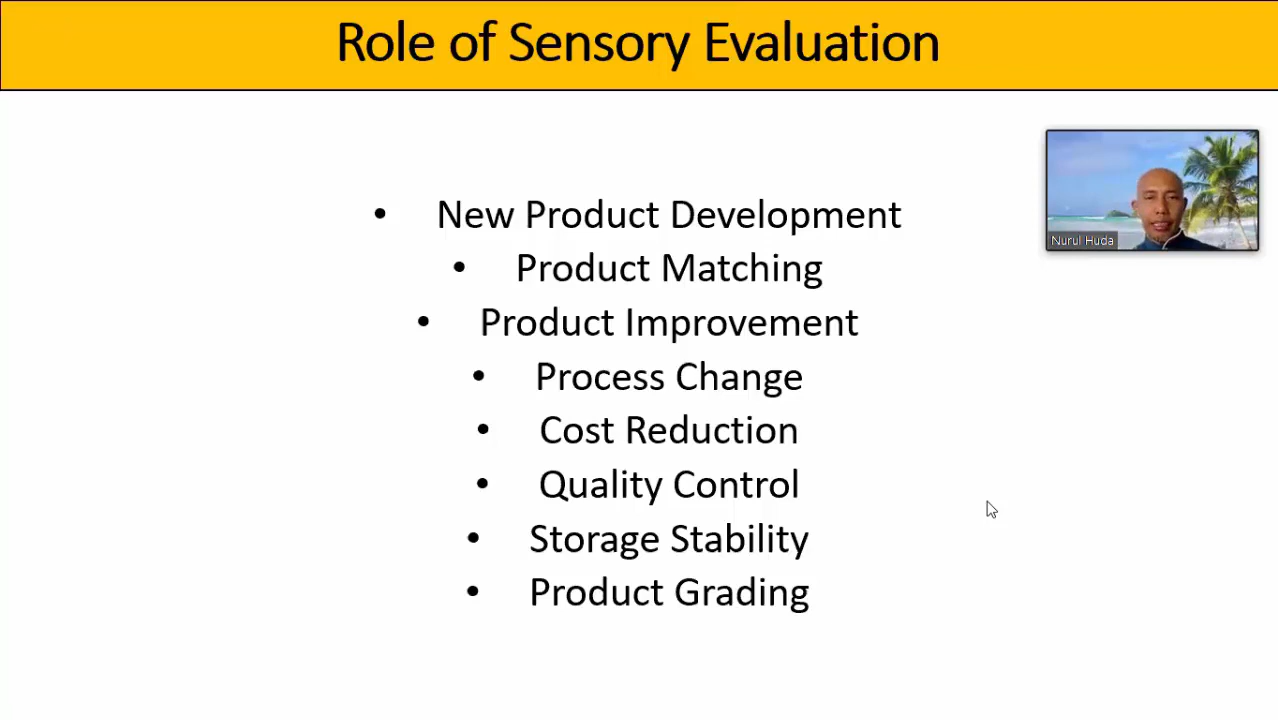 Role of Sensory Evaluation
Nurul Huda
• New Product Development
• Product Matching
• Product Improvement
• Process Change
• Cost Reduction
• Quality Control
• Storage Stability
• Product Grading